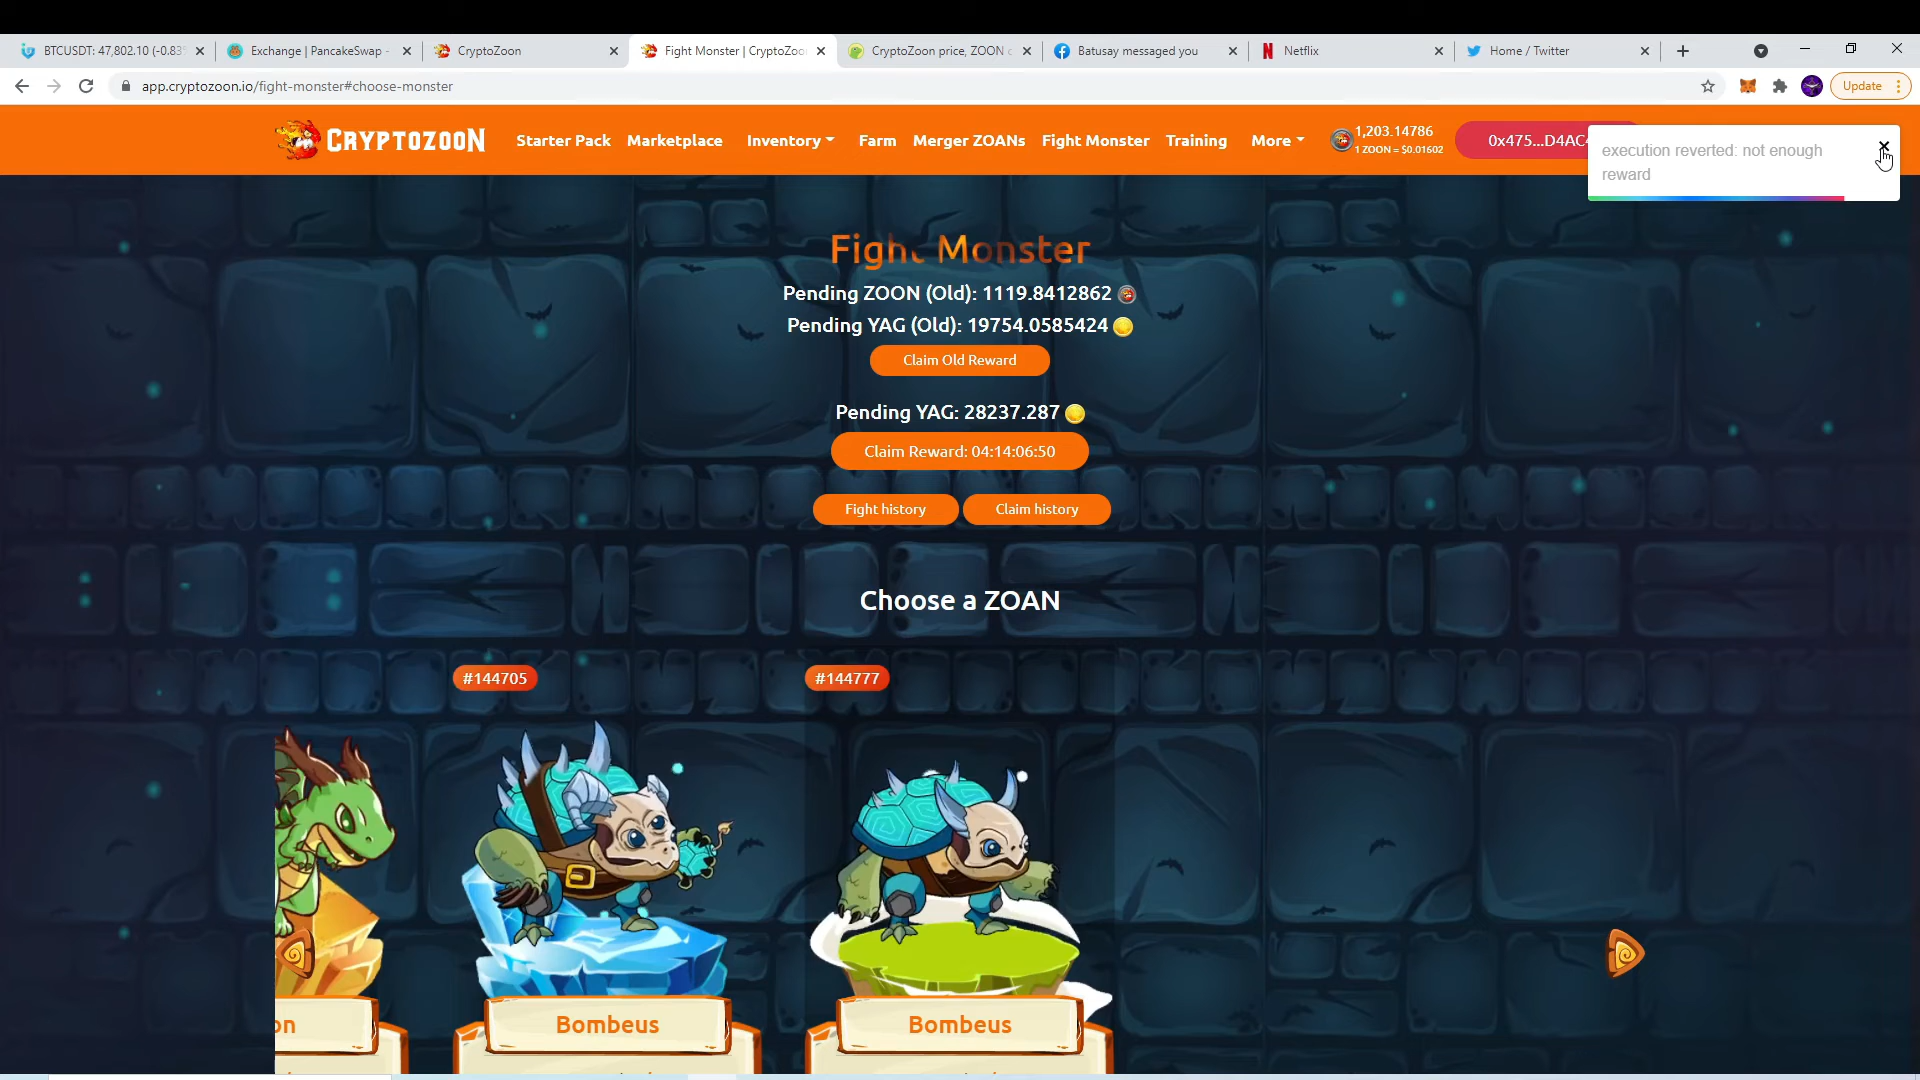 BTCUSDT: 47,802.10 (-0.83%
Exchange | PancakeSwap -
CryptoZoon
Fight Monster | CryptoZoon
CryptoZoon price, ZOON c
Batusay messaged you
Netflix
Home / Twitter
app.cryptozoon.io/fight-monster#choose-monster
Update
CRYPTOZOON
Starter Pack
Marketplace
Inventory
Farm
Merger ZOANs
Fight Monster
Training
More
1,203.14786
1 ZOON = $0.01602
0x475...D4AC4
execution reverted: not enough
reward
Fight Monster
Pending ZOON (Old): 1119.8412862
Pending YAG (Old): 19754.0585424
Claim Old Reward
Pending YAG: 28237.287
Claim Reward: 04:14:06:50
Fight history
Claim history
Choose a ZOAN
#144705
#144777
on
Bombeus
Bombeus